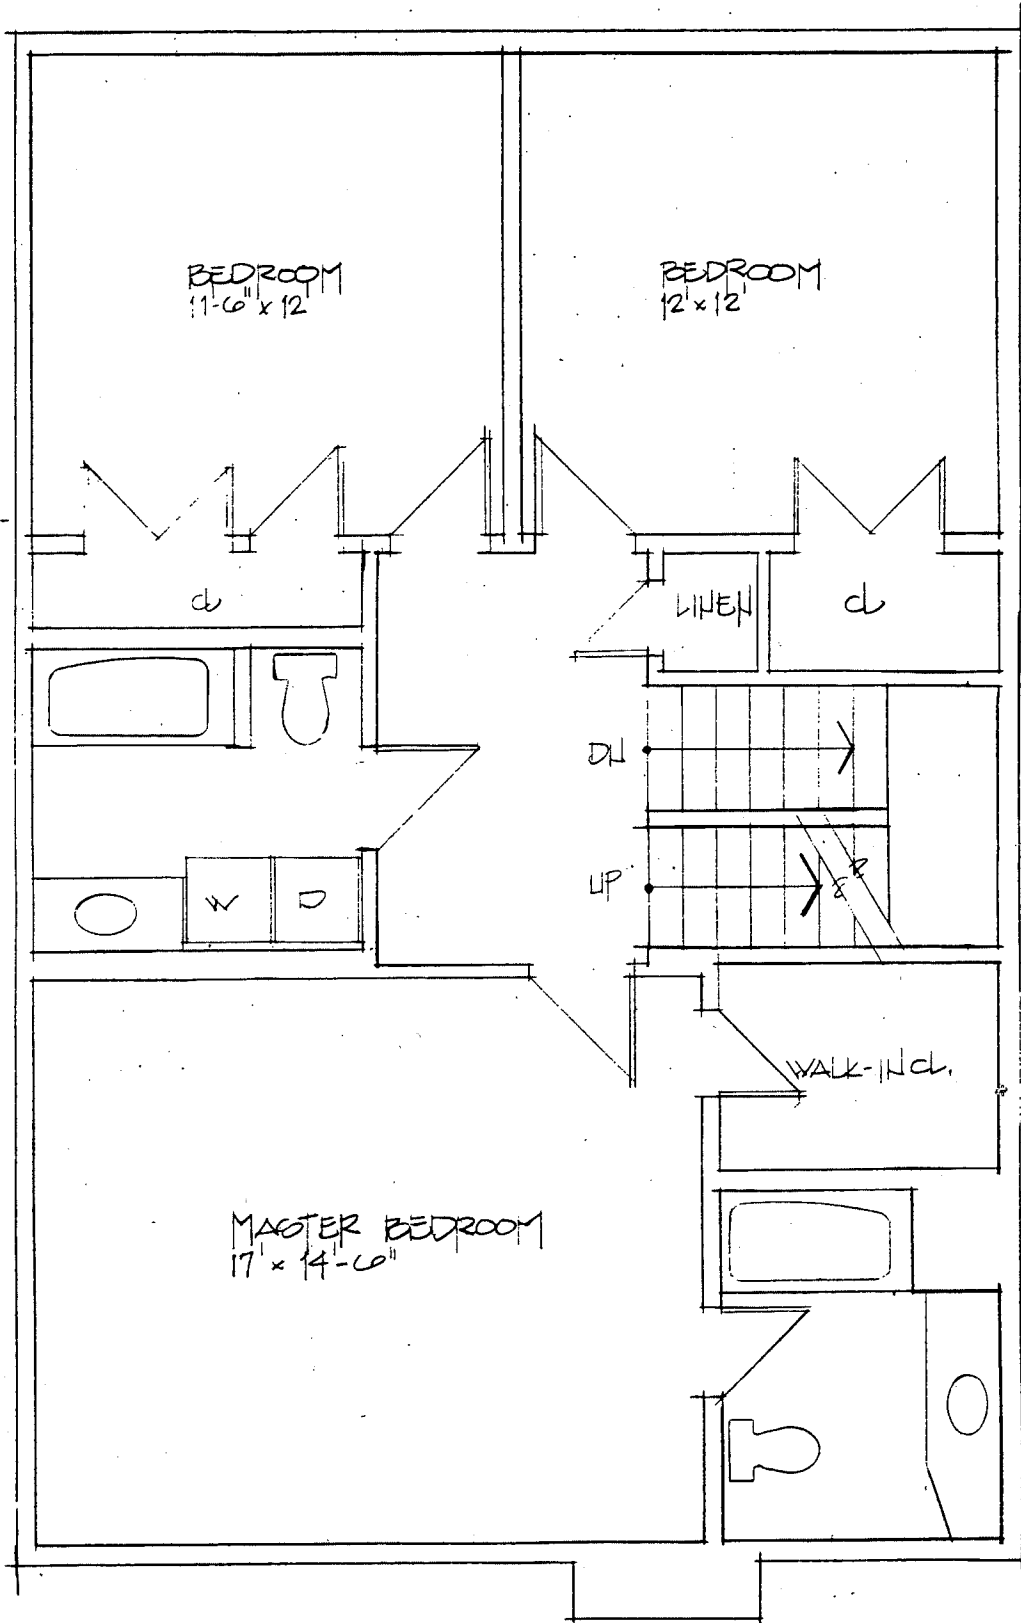 BEDROOM
11'-6" x 12'
BEDROOM
12' x 12'
CL
LINEN
CL
DN
UP
W
D
WALK-IN CL.
MASTER BEDROOM
17' x 14'-6"